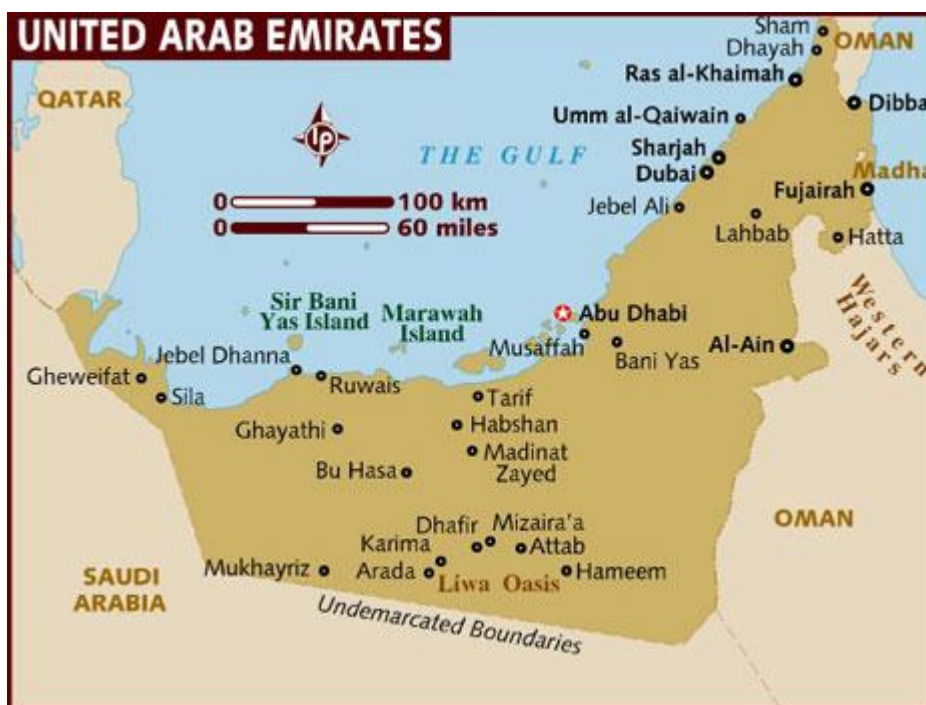 UNITED ARAB EMIRATES
Sham
OMAN
Dhayah
Ras al-Khaimah
QATAR
Dibba
Umm al-Qaiwain
lp
THE GULF
Sharjah
Dubai
Madha
Fujairah
0 100 km
0 60 miles
Jebel Ali
Lahbab
Hatta
Western
Hajars
Sir Bani
Yas Island
Marawah
Island
Abu Dhabi
Musaffah
Bani Yas
Al-Ain
Jebel Dhanna
Gheweifat
Ruwais
Sila
Tarif
Ghayathi
Habshan
Madinat
Zayed
Bu Hasa
Mizaira'a
Dhafir
Attab
OMAN
Karima
Mukhayriz
Arada
Hameem
Liwa Oasis
SAUDI
ARABIA
Undemarcated Boundaries